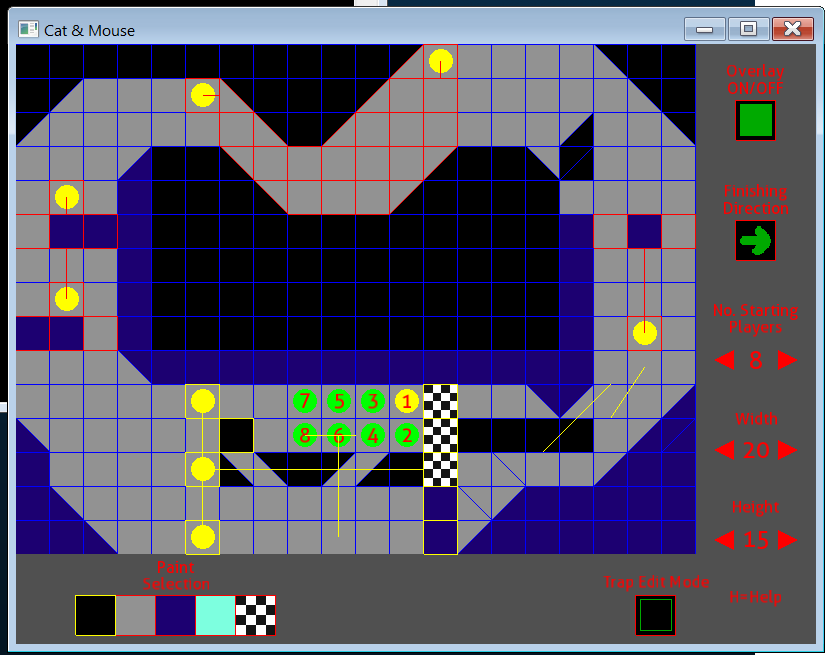 Cat & Mouse
Overlay
ON/OFF
Finishing
Direction
No. Starting
Players
8
7 5 3 1
8 6 4 2
Width
20
Height
15
Paint
Selection
Trap Edit Mode
H=Help